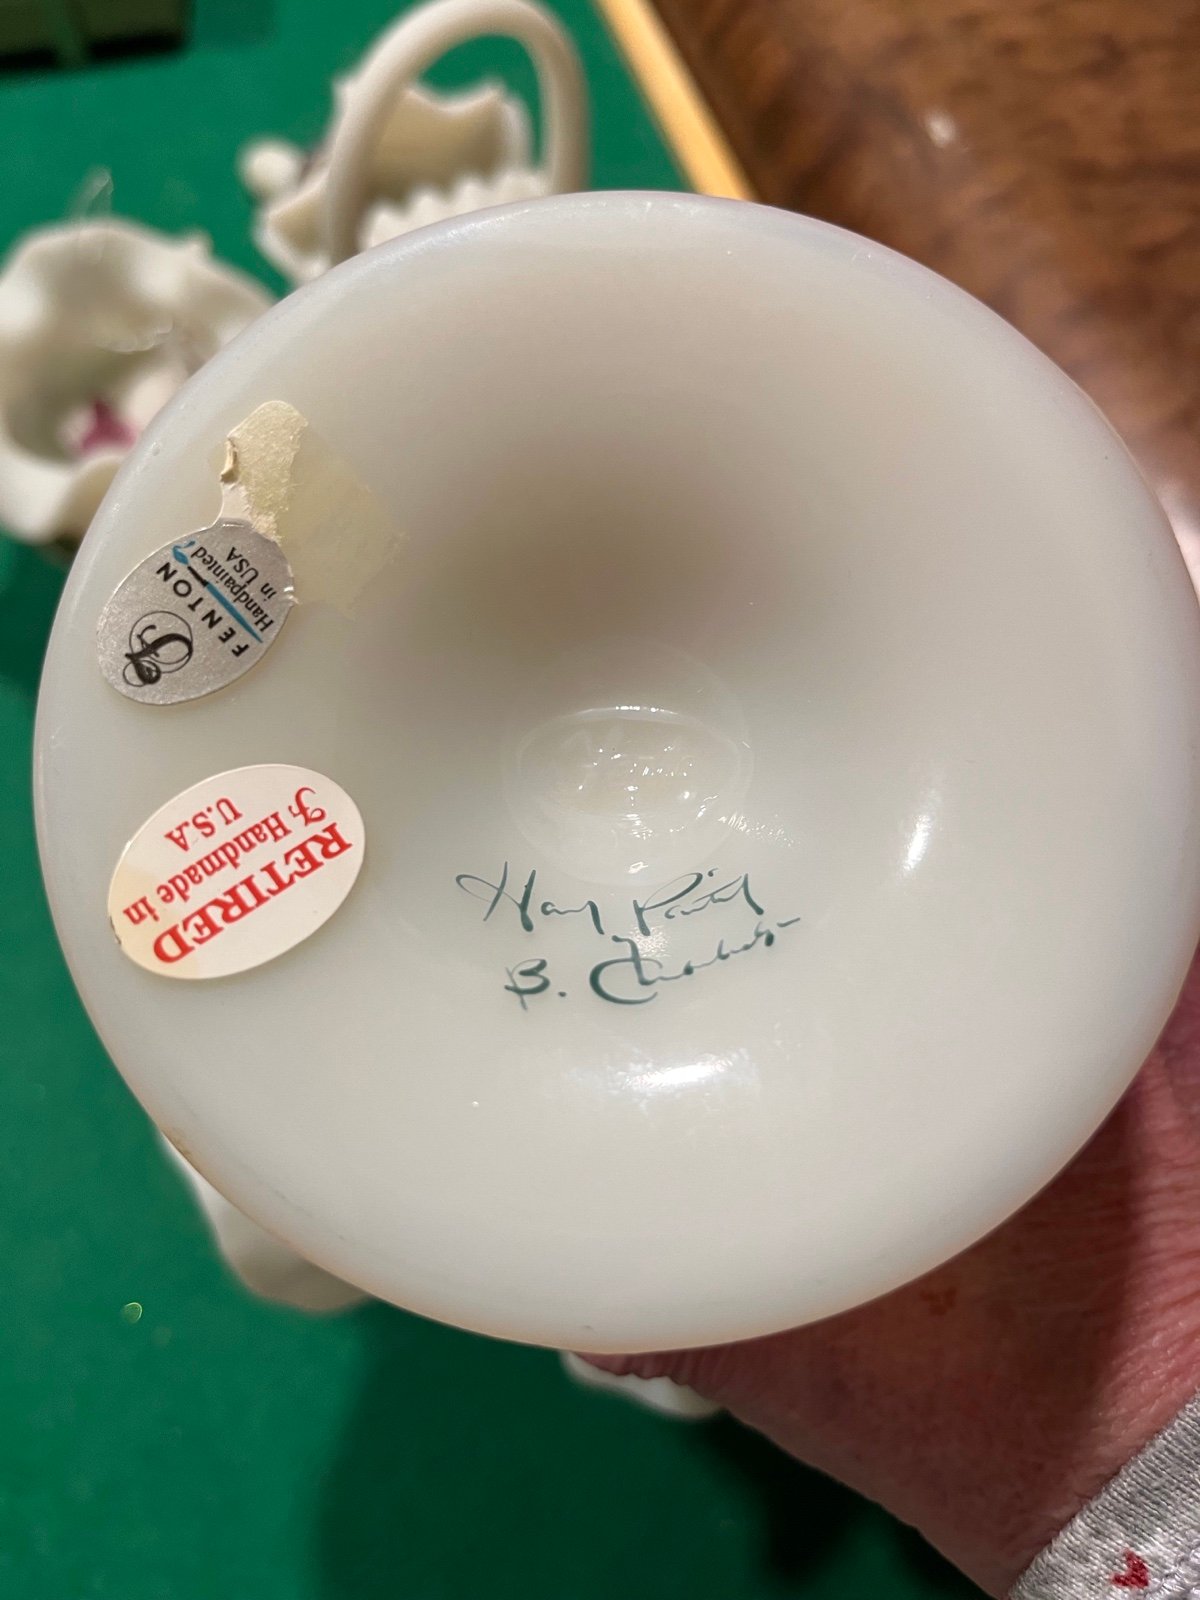 FENTON
Handpainted
in USA
RETIRED
F. Handmade in
U.S.A
Hand Painted
B.